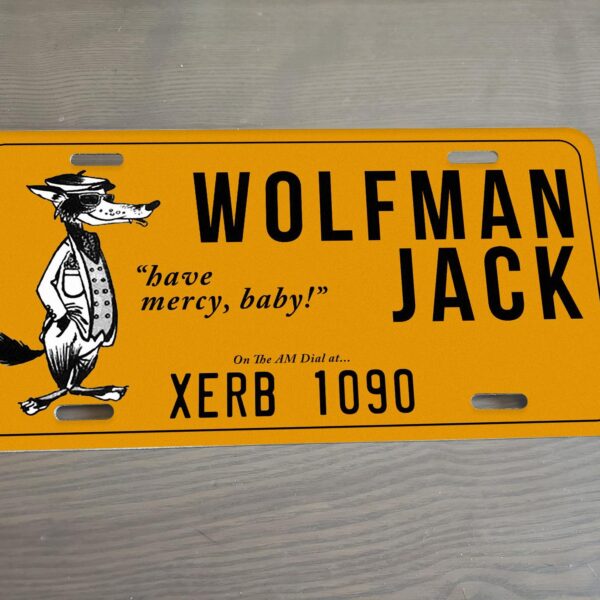 WOLFMAN
JACK
“have
mercy, baby!”
On The AM Dial at...
XERB 1090